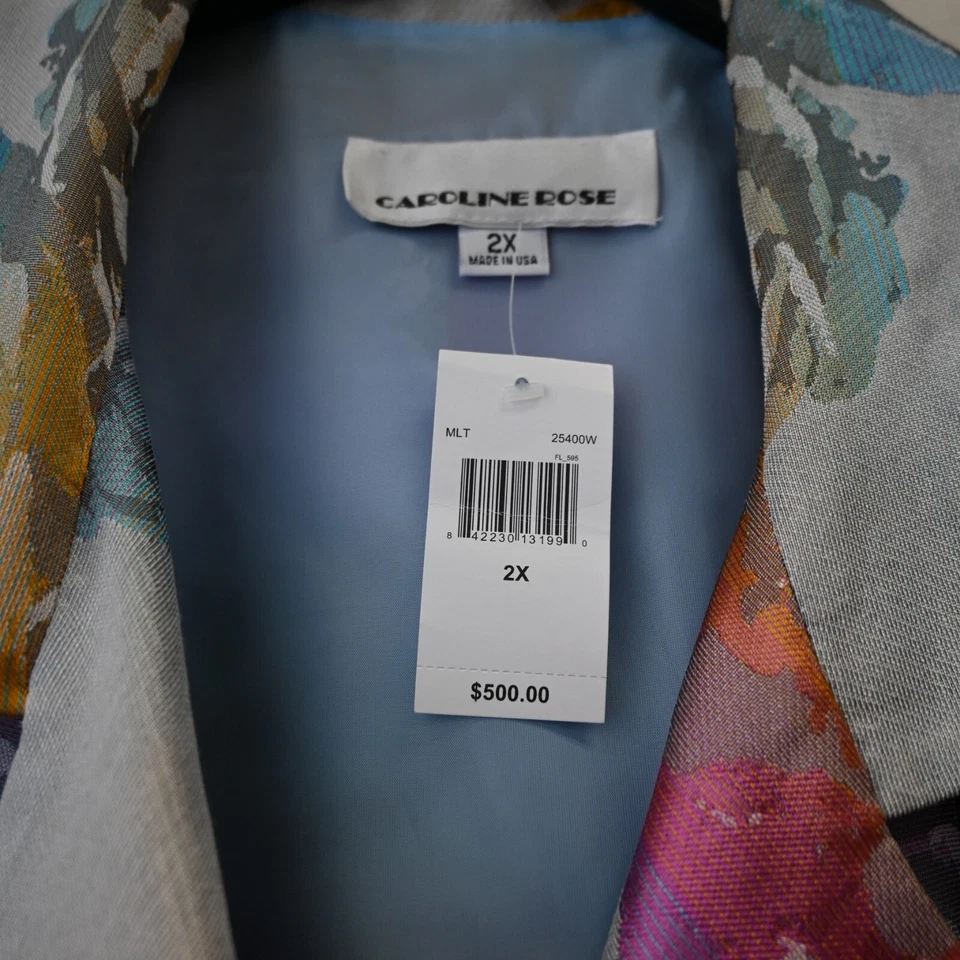 CAROLINE ROSE
2X
MADE IN USA
MLT 25400W
FL_595
8 42230 13199 0
2X
$500.00